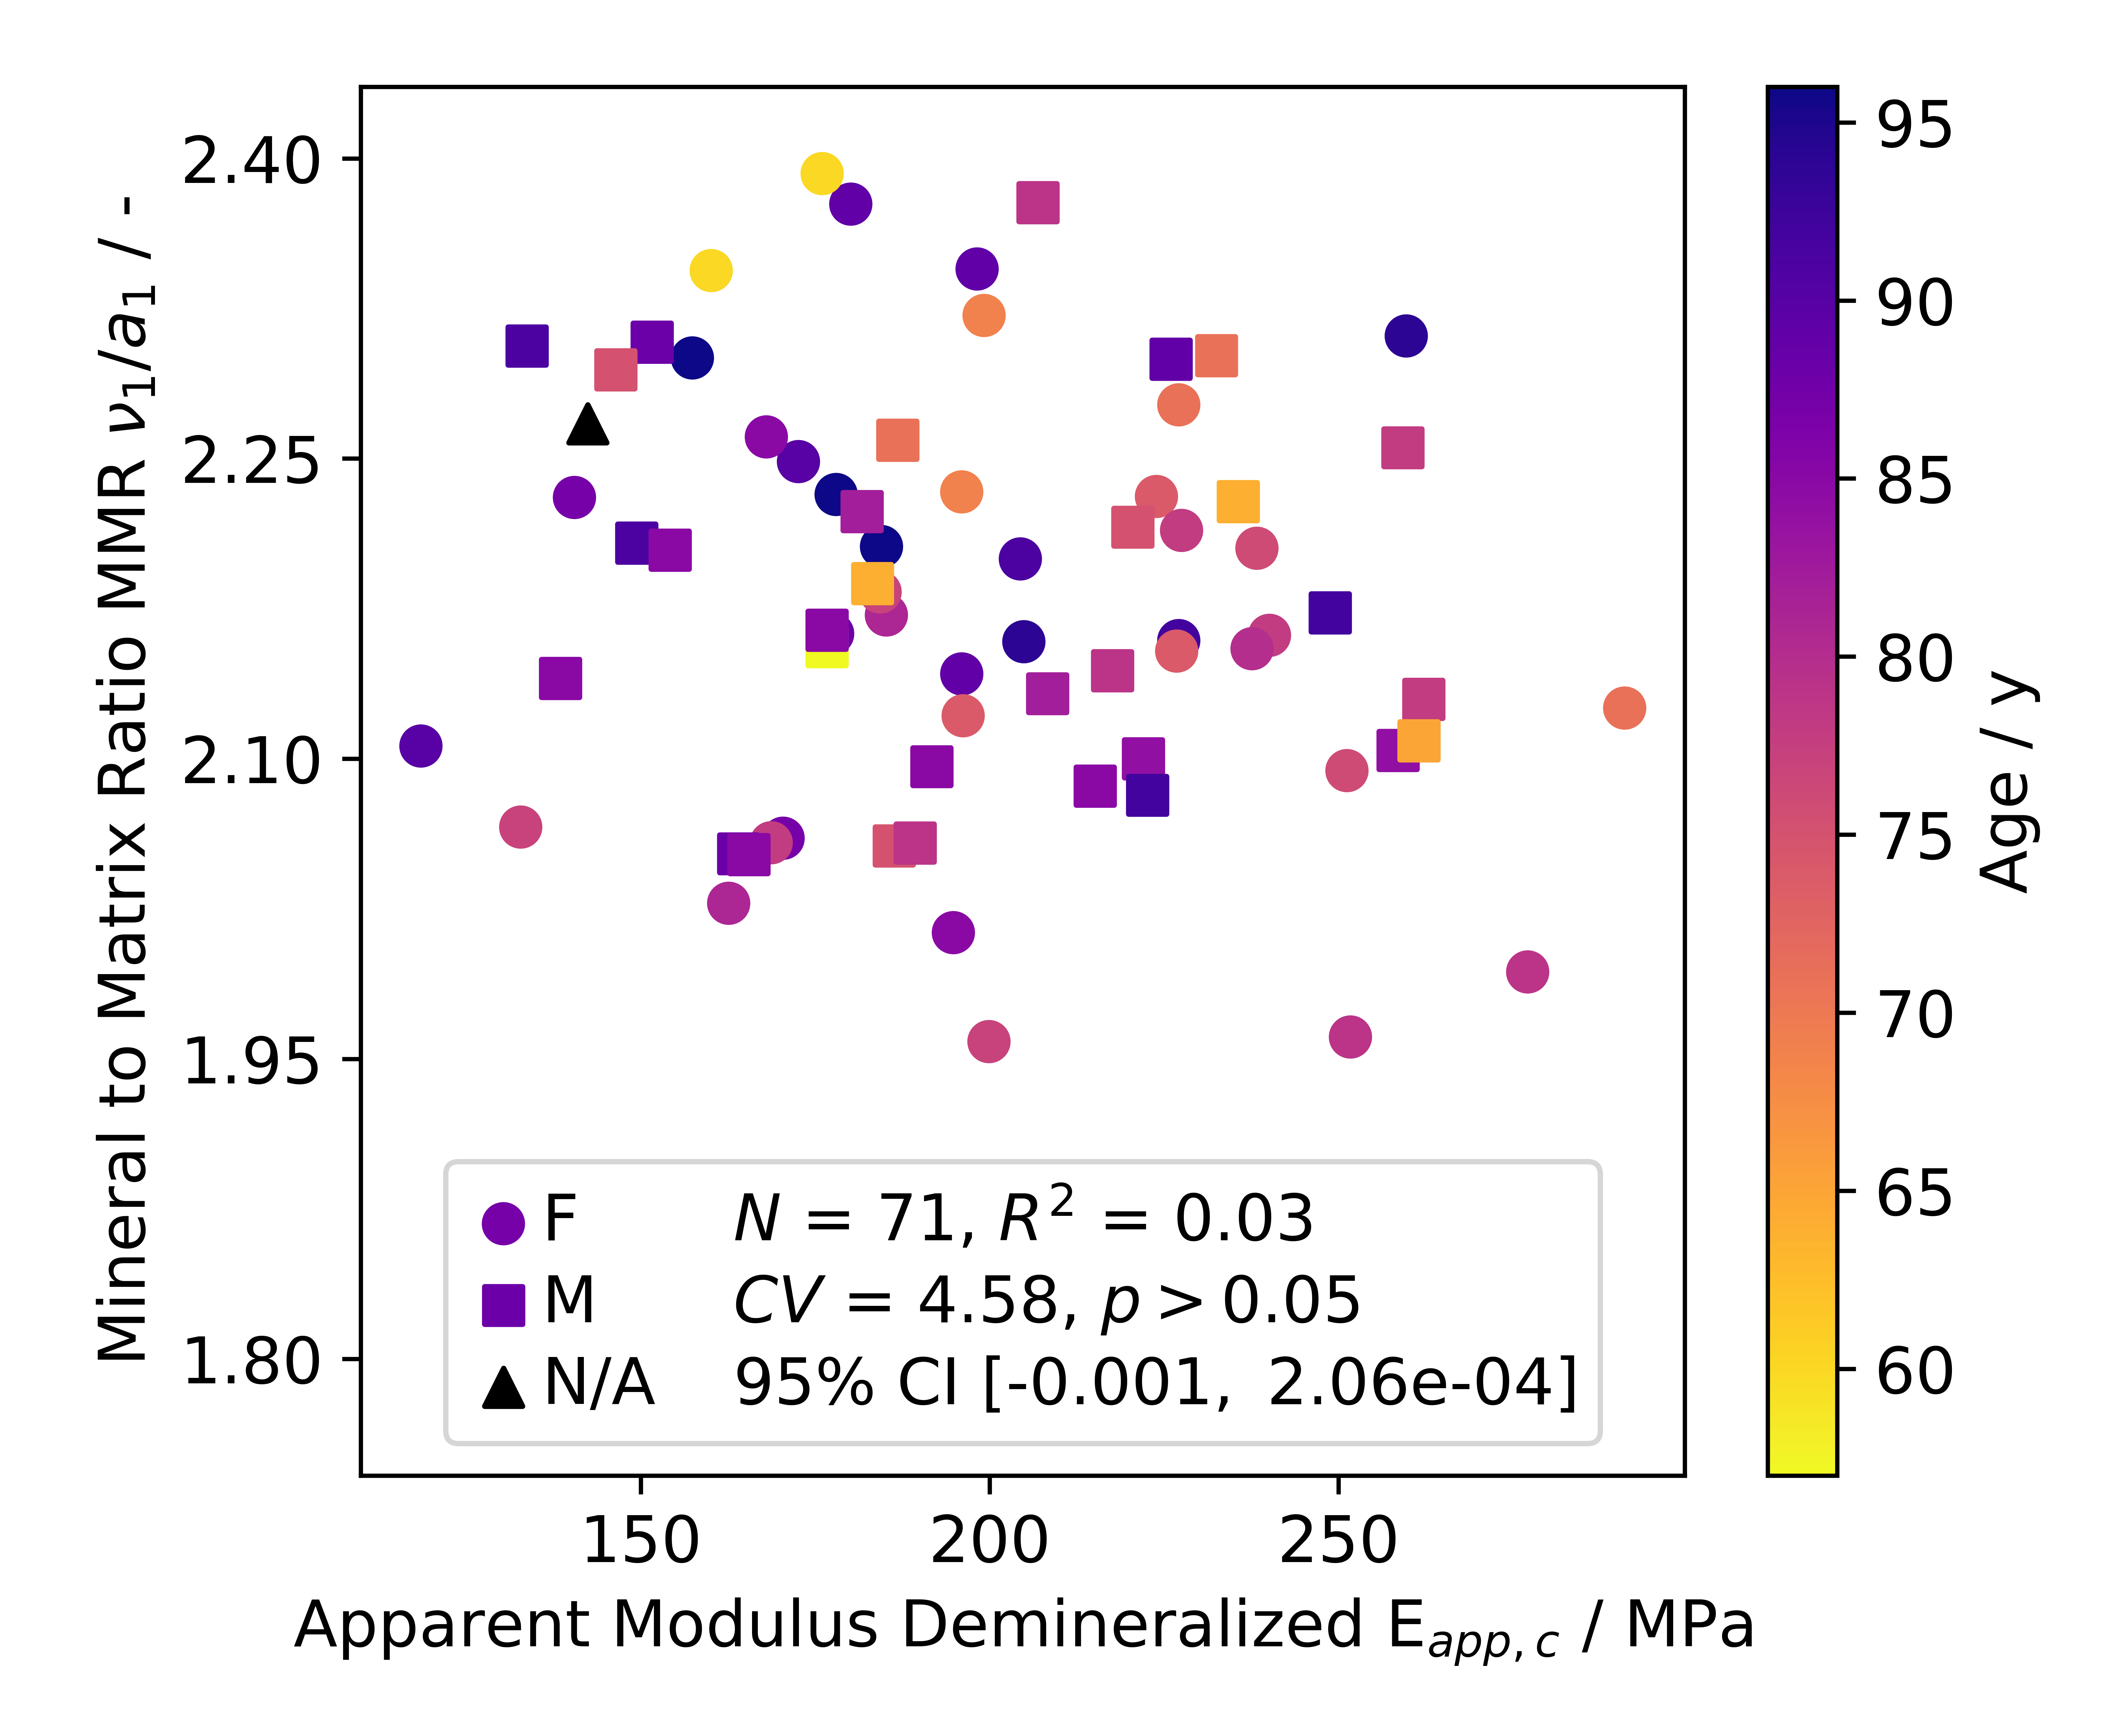 Mineral to Matrix Ratio MMR ν₁/a₁ / -
2.40
2.25
2.10
1.95
1.80
F N = 71, R² = 0.03
M CV = 4.58, p > 0.05
N/A 95% CI [-0.001, 2.06e-04]
150 200 250
Apparent Modulus Demineralized E_app, c / MPa
95
90
85
80
75
70
65
60
Age / y